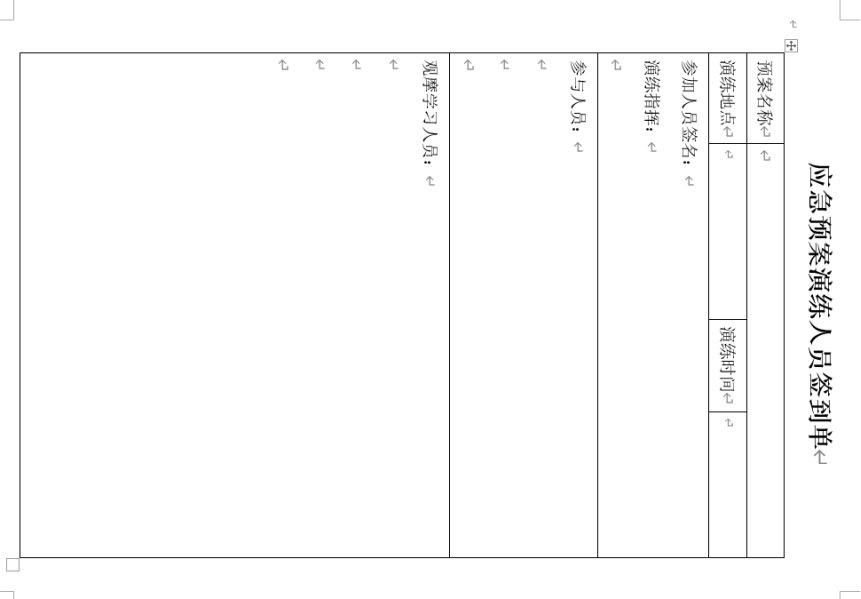 应急预案演练人员签到单
预案名称
演练地点 演练时间
参加人员签名：
演练指挥：
参与人员：
观摩学习人员：